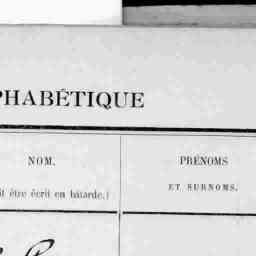 PHABÉTIQUE
NOM.
PRÉNOMS
it être écrit en bâtarde.)
ET SURNOMS.